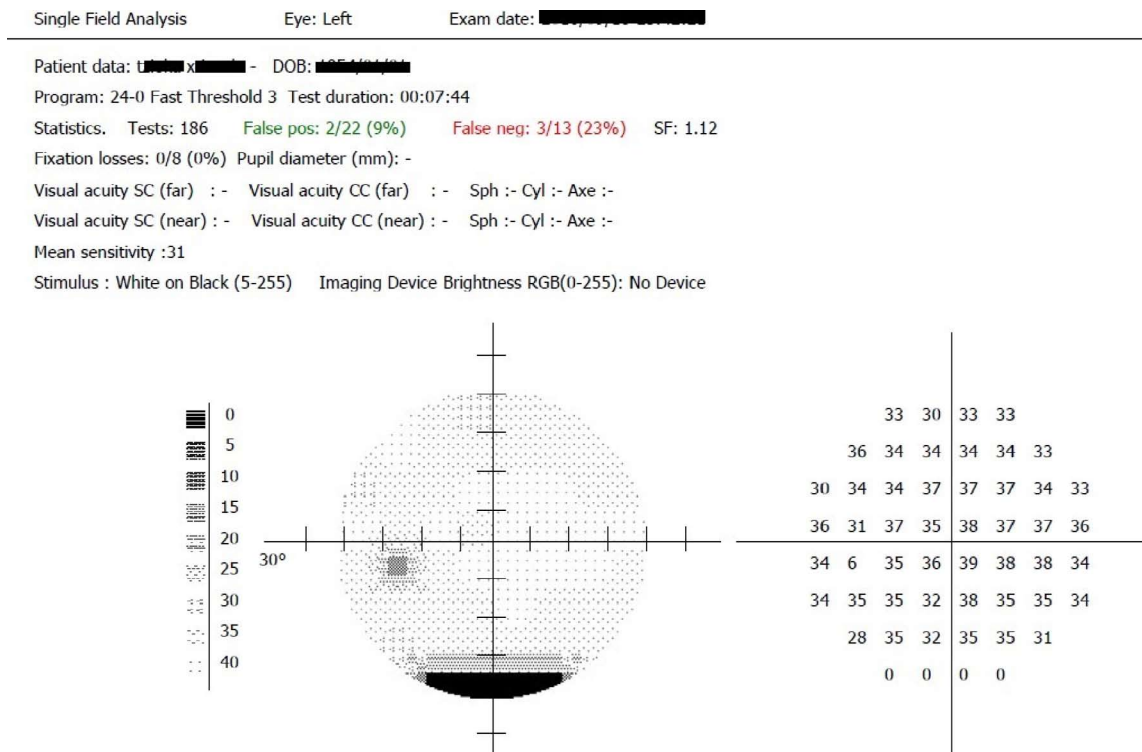 Single Field Analysis Eye: Left Exam date:
Patient data: - DOB:
Program: 24-0 Fast Threshold 3 Test duration: 00:07:44
Statistics. Tests: 186 False pos: 2/22 (9%) False neg: 3/13 (23%) SF: 1.12
Fixation losses: 0/8 (0%) Pupil diameter (mm): -
Visual acuity SC (far) : - Visual acuity CC (far) : - Sph :- Cyl :- Axe :-
Visual acuity SC (near) : - Visual acuity CC (near) : - Sph :- Cyl :- Axe :-
Mean sensitivity :31
Stimulus : White on Black (5-255) Imaging Device Brightness RGB(0-255): No Device
0
5
10
15
20
25
30
35
40
30°
33 30 33 33
36 34 34 34 34 33
30 34 34 37 37 37 34 33
36 31 37 35 38 37 37 36
34 6 35 36 39 38 38 34
34 35 35 32 38 35 35 34
28 35 32 35 35 31
0 0 0 0